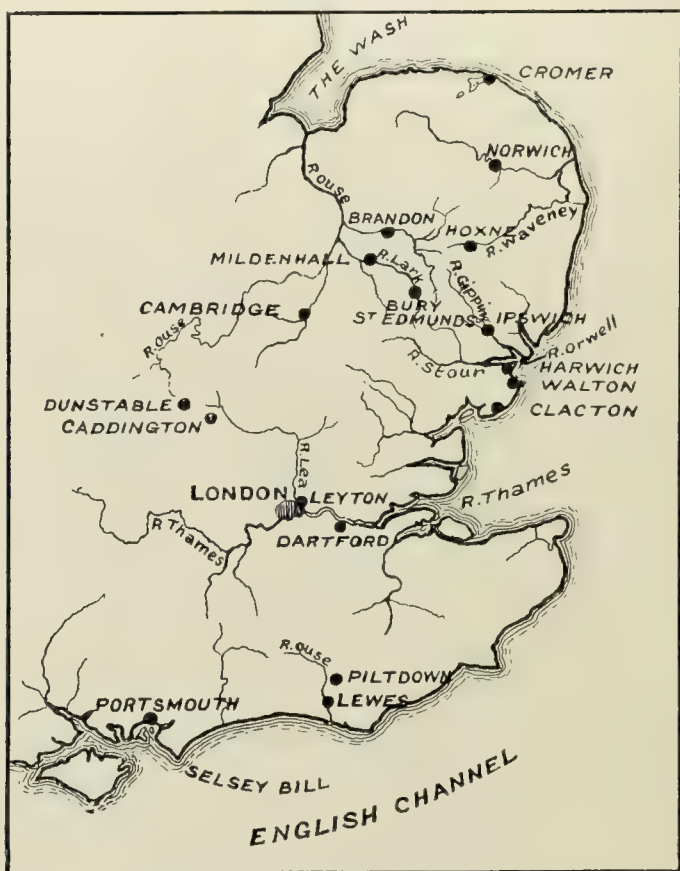 THE WASH
CROMER
NORWICH
R OUSE
BRANDON
HOXNE
R. Waveney
MILDENHALL
R. Lark
R. Gipping
BURY
ST EDMUNDS
IPSWICH
CAMBRIDGE
R. Ouse
R. Orwell
R. Stour
HARWICH
WALTON
DUNSTABLE
CADDINGTON
CLACTON
R. Lea
LONDON
LEYTON
R. Thames
R. Thames
DARTFORD
R. Ouse
PILTDOWN
LEWES
PORTSMOUTH
SELSEY BILL
ENGLISH CHANNEL